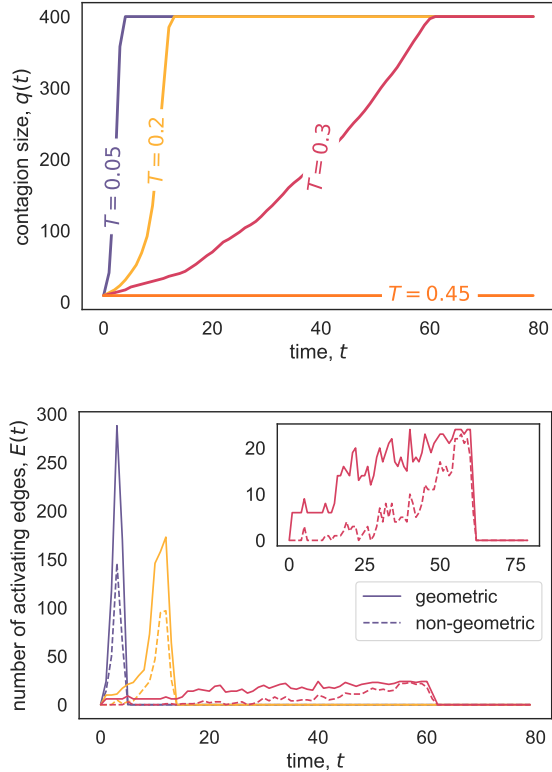 400
300
200
100
0
contagion size, q(t)
T = 0.05
T = 0.2
T = 0.3
T = 0.45
0 20 40 60 80
time, t
300
250
200
150
100
50
0
number of activating edges, E(t)
20
10
0
0 25 50 75
geometric
non-geometric
0 20 40 60 80
time, t